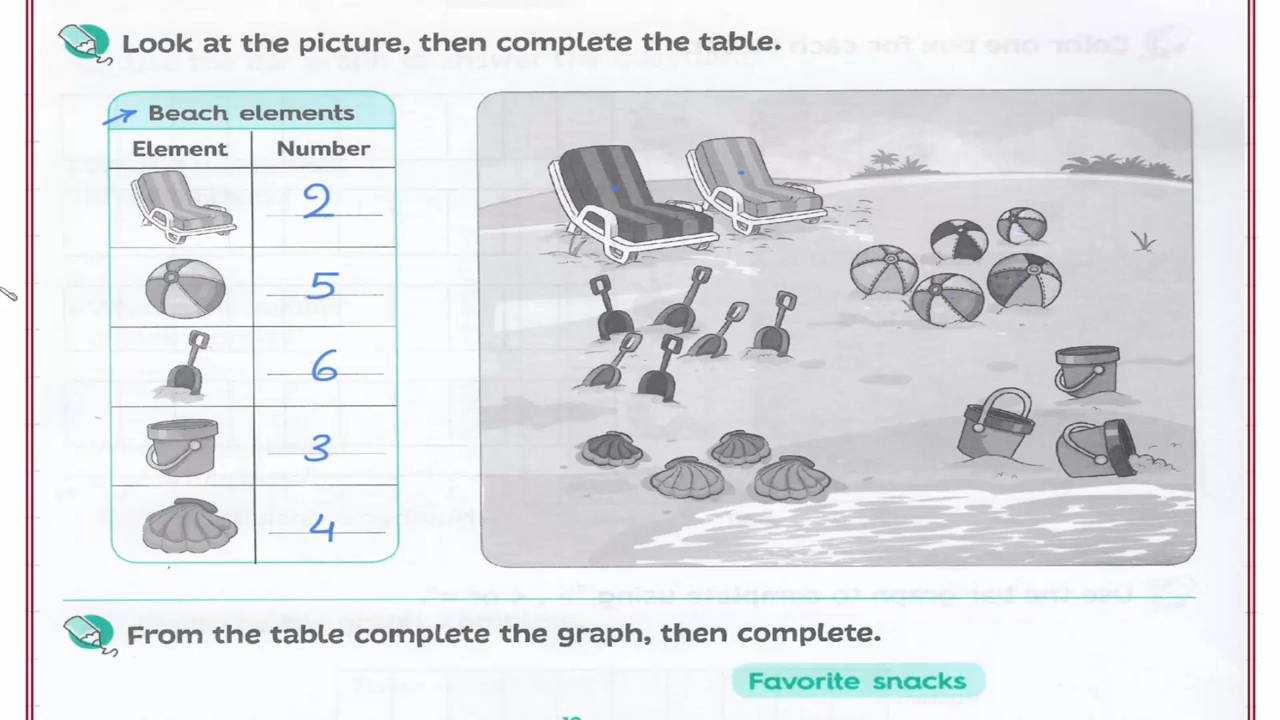 Look at the picture, then complete the table.
Beach elements
Element Number
2
5
6
3
4
From the table complete the graph, then complete.
Favorite snacks